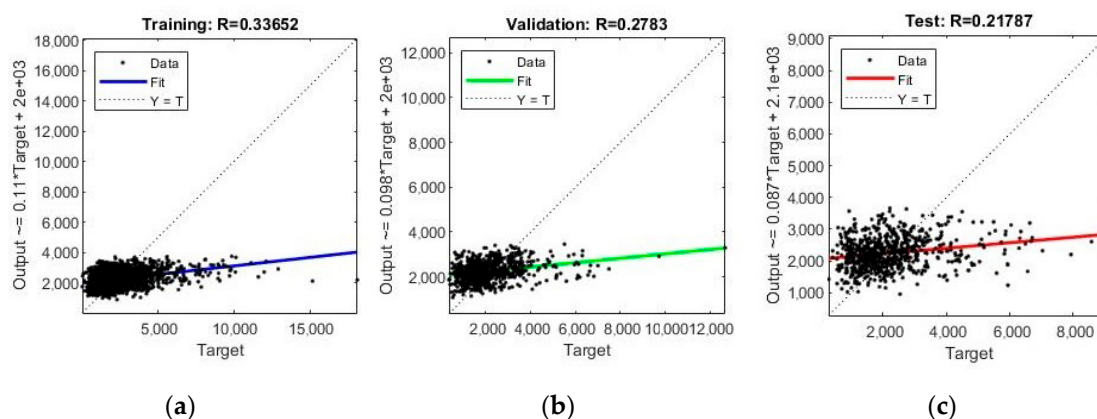 Training: R=0.33652
18,000
16,000
14,000
12,000
10,000
8,000
6,000
4,000
2,000
Data
Fit
Y = T
Output ~= 0.11*Target + 2e+03
5,000 10,000 15,000
Target
(a)
Validation: R=0.2783
12,000
10,000
8,000
6,000
4,000
2,000
Data
Fit
Y = T
Output ~= 0.098*Target + 2e+03
2,000 4,000 6,000 8,000 10,000 12,000
Target
(b)
Test: R=0.21787
9,000
8,000
7,000
6,000
5,000
4,000
3,000
2,000
1,000
Data
Fit
Y = T
Output ~= 0.087*Target + 2.1e+03
2,000 4,000 6,000 8,000
Target
(c)